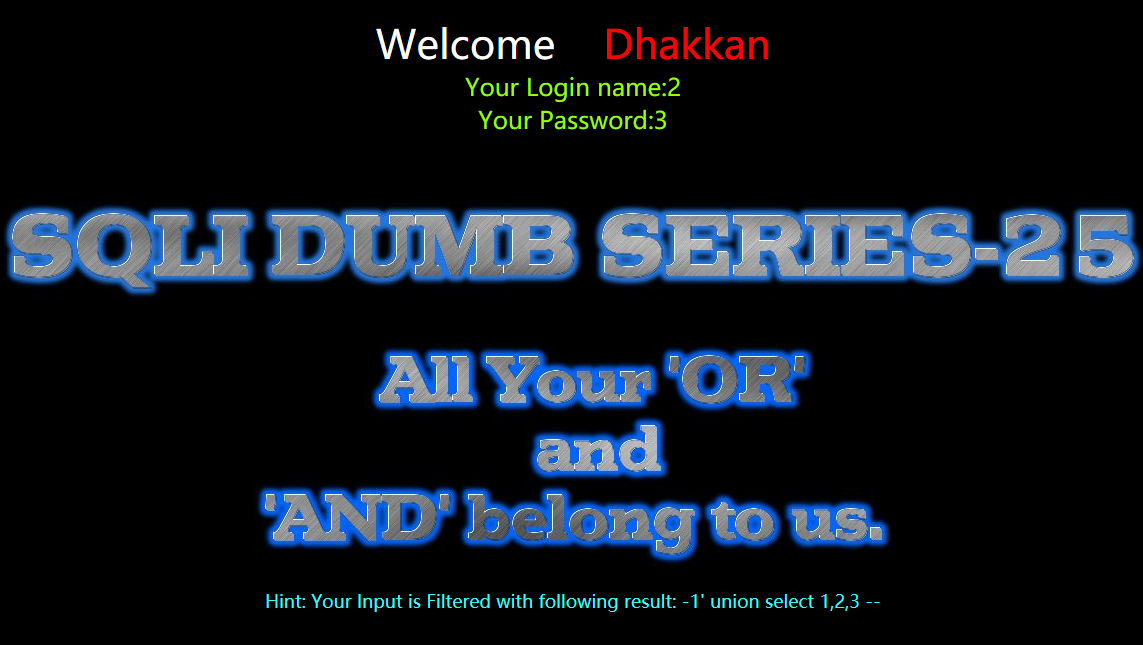 Welcome Dhakkan
Your Login name:2
Your Password:3
SQLI DUMB SERIES-25
All Your 'OR'
and
'AND' belong to us.
Hint: Your Input is Filtered with following result: -1' union select 1,2,3 --